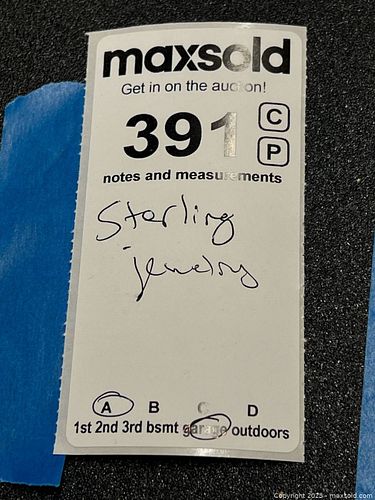 maxsold
Get in on the auction!
391 C
P
notes and measurements
Sterling
jewelry
A B C D
1st 2nd 3rd bsmt garage outdoors
Copyright 2025 - maxsold.com